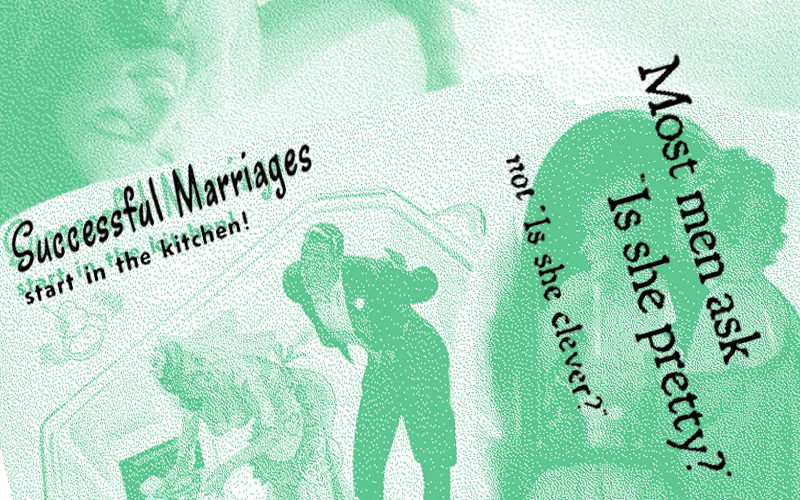 Successful Marriages
start in the kitchen!
Most men ask
"Is she pretty?"
not "Is she clever?"